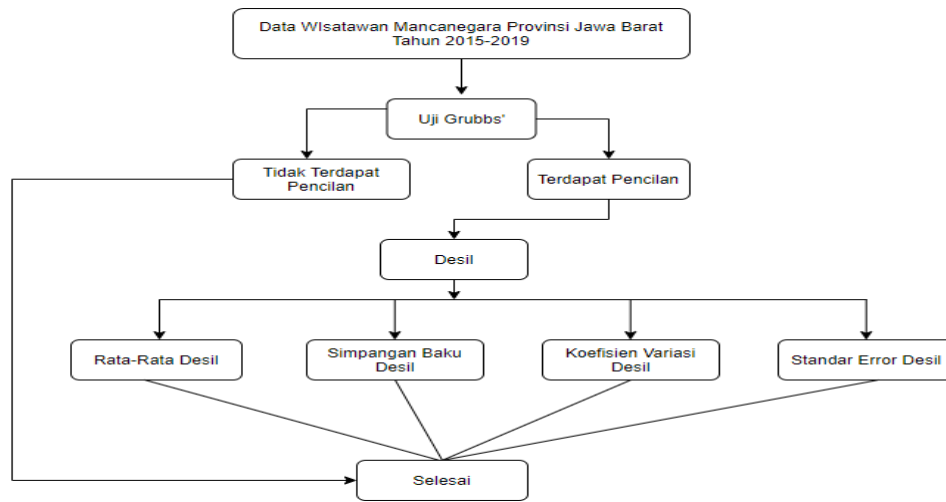 Data WIsatawan Mancanegara Provinsi Jawa Barat
Tahun 2015-2019
Uji Grubbs'
Tidak Terdapat
Pencilan
Terdapat Pencilan
Desil
Rata-Rata Desil
Simpangan Baku
Desil
Koefisien Variasi
Desil
Standar Error Desil
Selesai